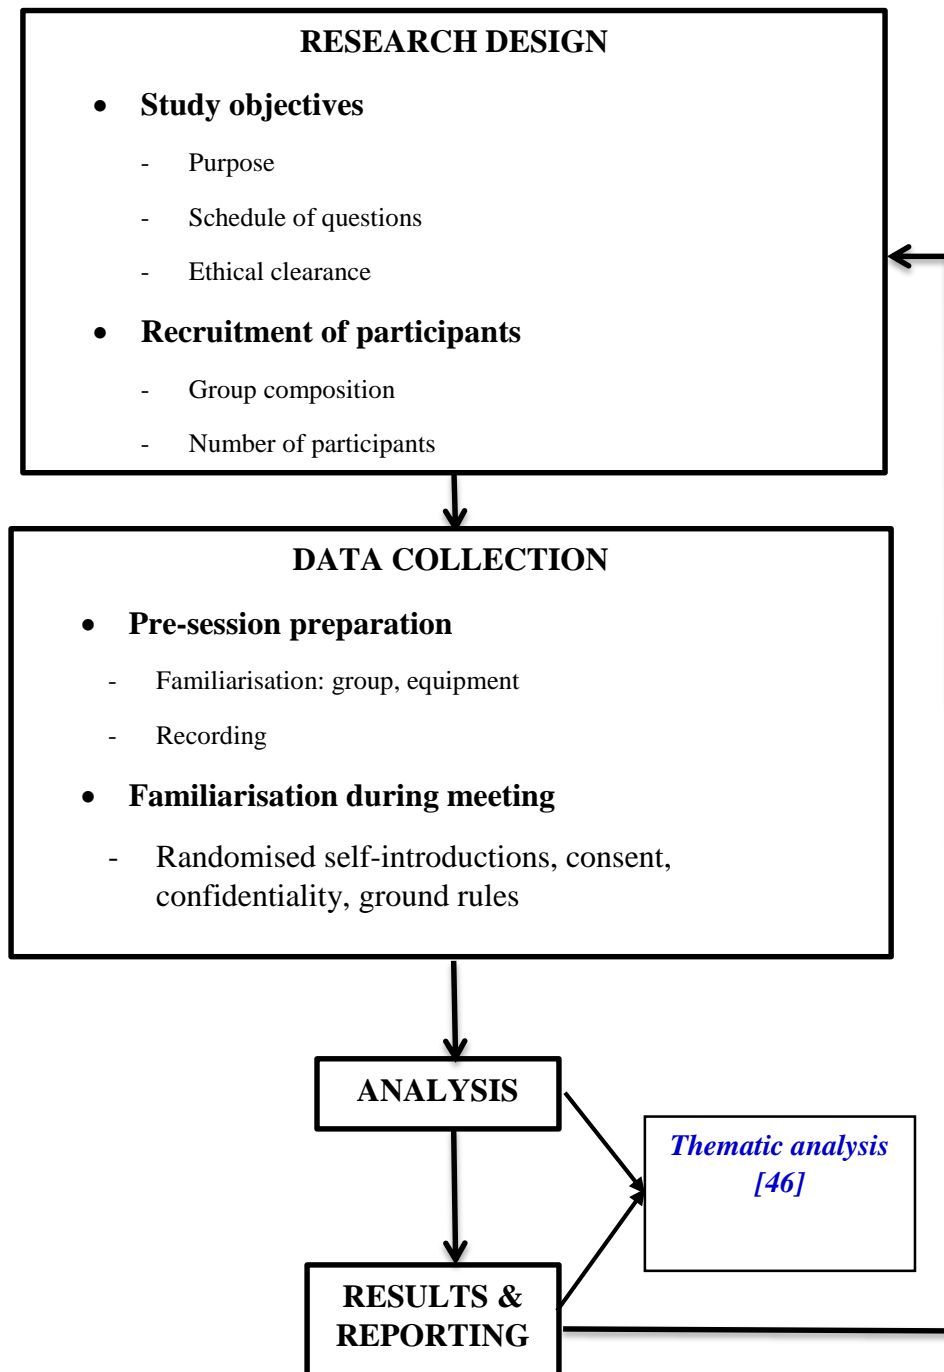 RESEARCH DESIGN
• Study objectives
- Purpose
- Schedule of questions
- Ethical clearance
• Recruitment of participants
- Group composition
- Number of participants
DATA COLLECTION
• Pre-session preparation
- Familiarisation: group, equipment
- Recording
• Familiarisation during meeting
- Randomised self-introductions, consent,
confidentiality, ground rules
ANALYSIS
Thematic analysis
[46]
RESULTS &
REPORTING